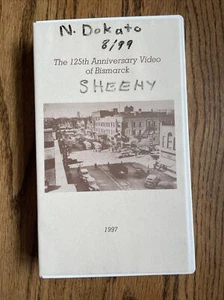 N. Dokato
8/99
The 125th Anniversary Video
of Bismarck
SHEEHY
1997